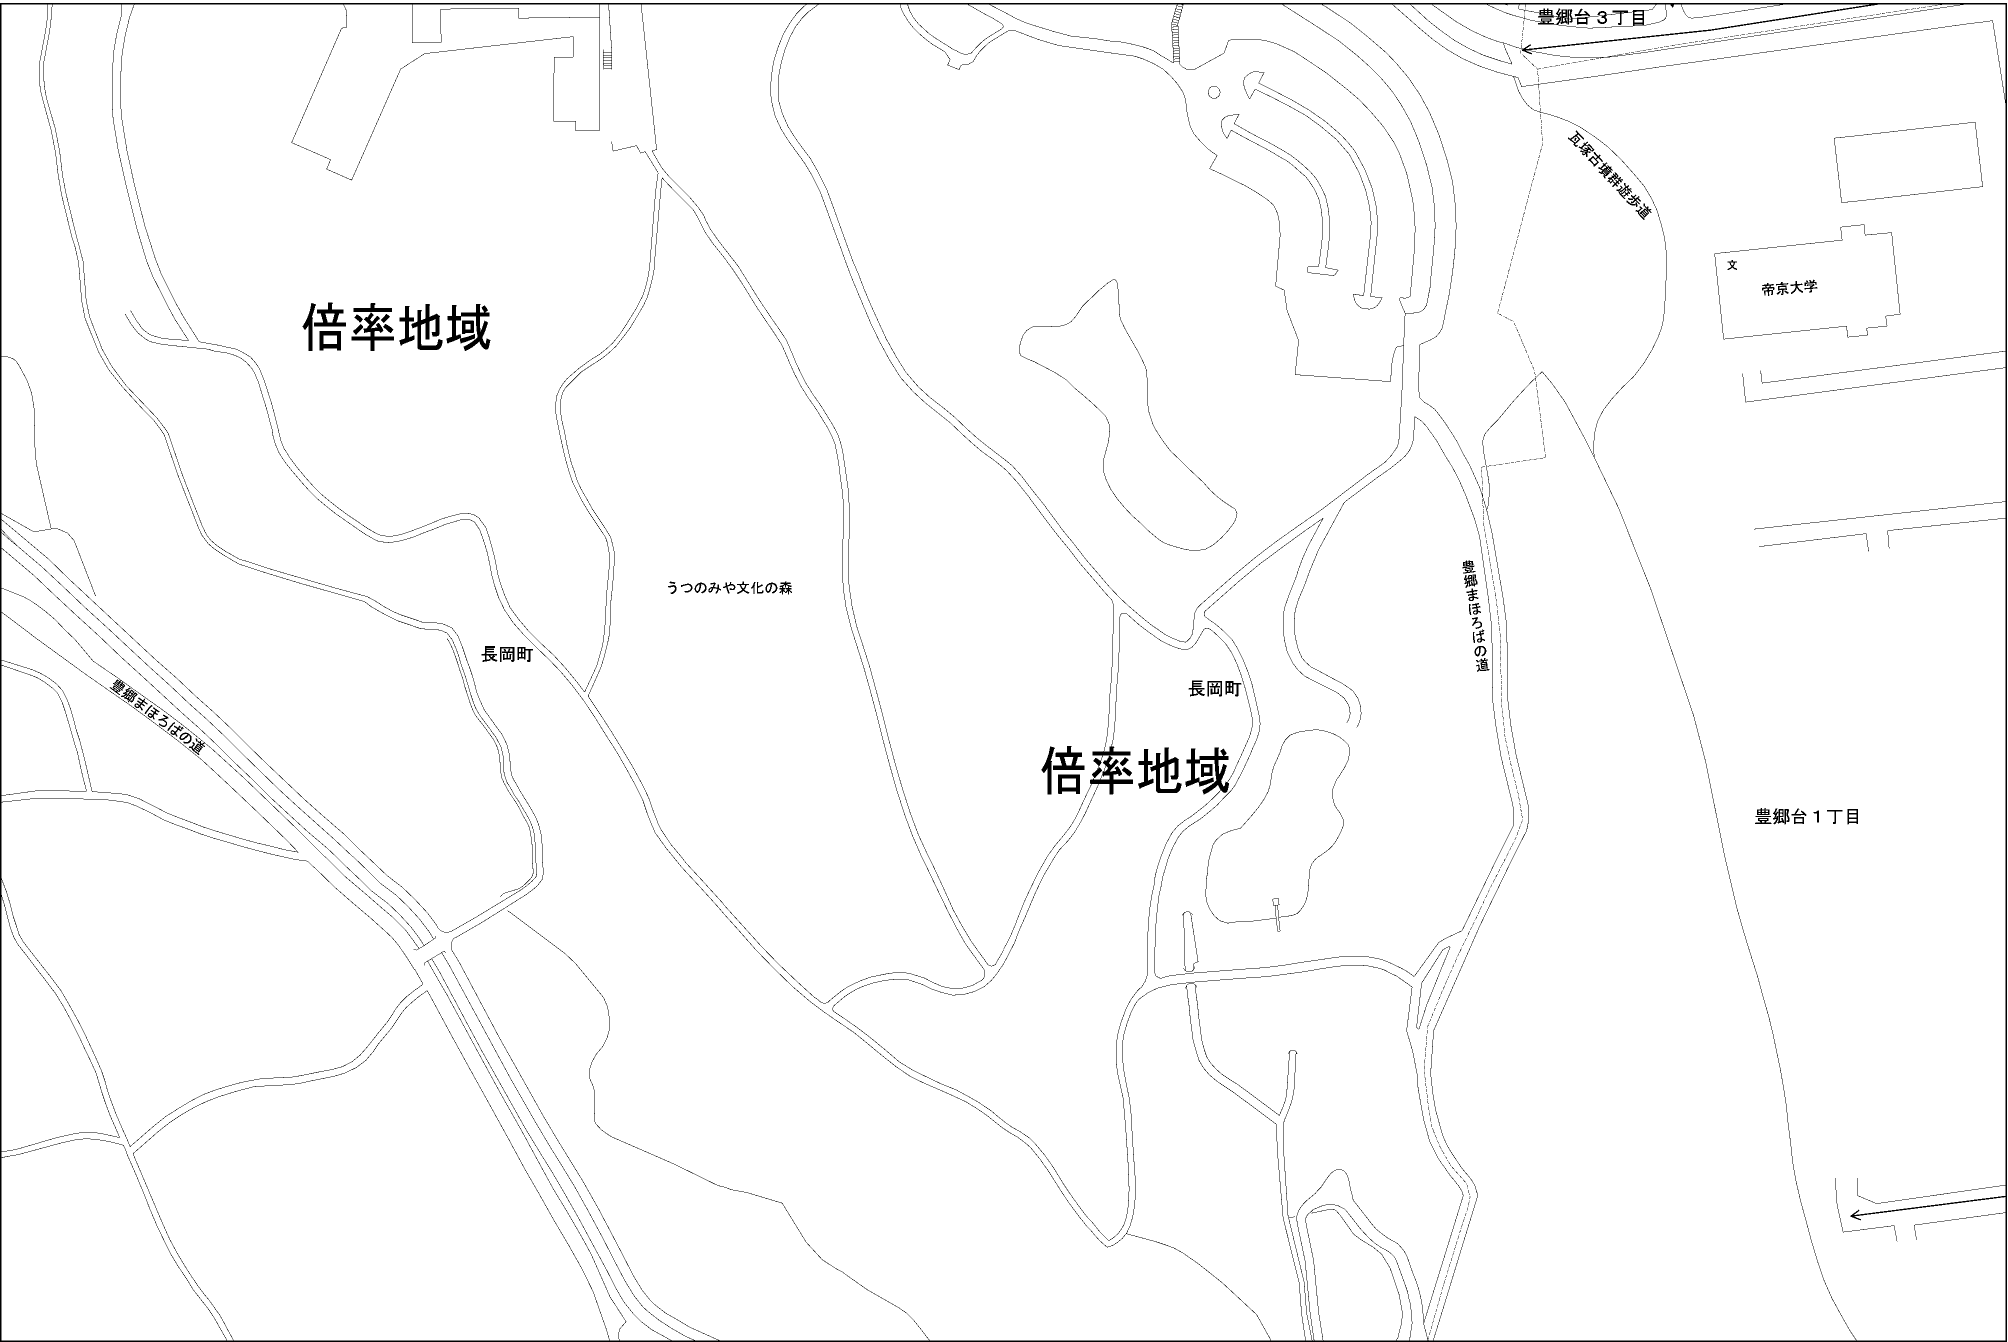 豊郷台３丁目
瓦塚古墳群遊歩道
文
帝京大学
倍率地域
うつのみや文化の森
豊郷まほろばの道
長岡町
長岡町
豊郷まほろばの道
倍率地域
豊郷台１丁目